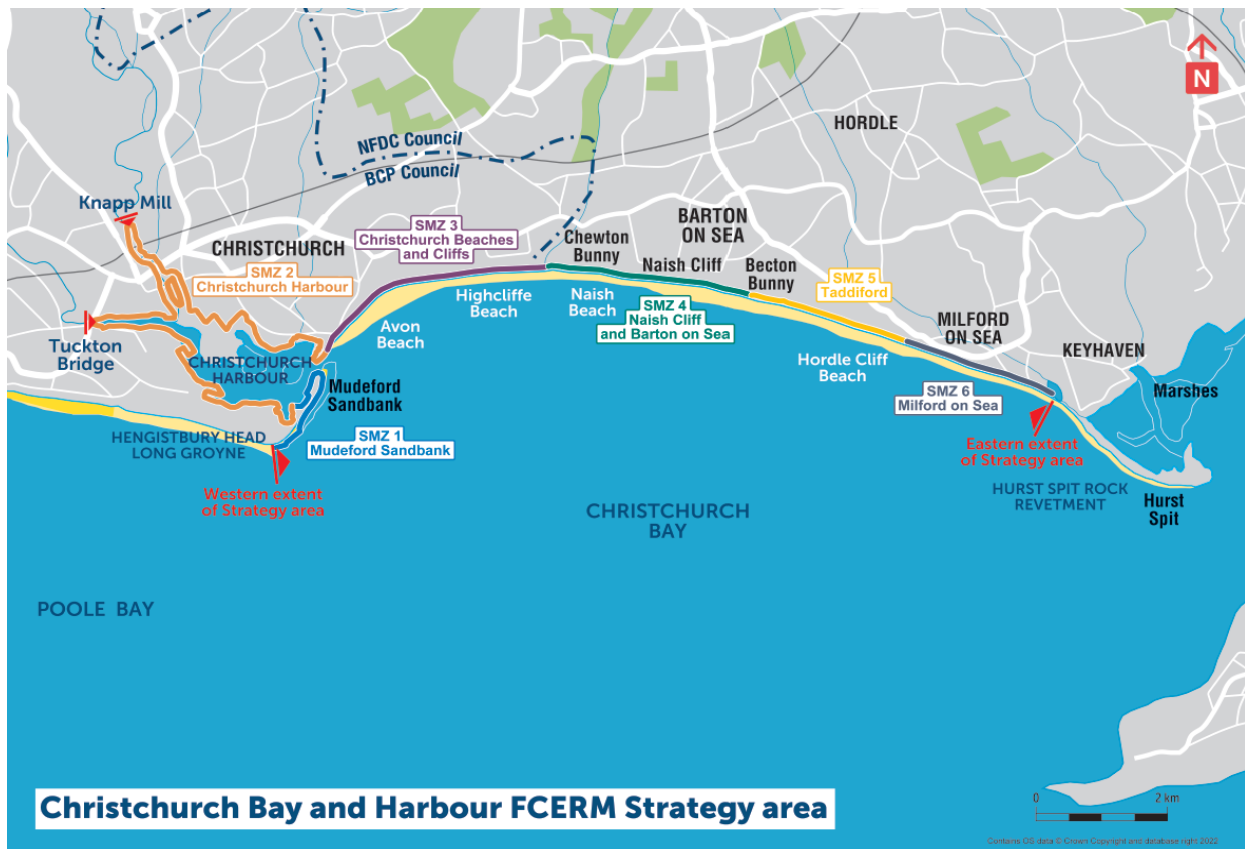 N
HORDLE
NFDC Council
BCP Council
Knapp Mill
CHRISTCHURCH
SMZ 3
Christchurch Beaches
and Cliffs
BARTON
ON SEA
Chewton
Bunny
Naish Cliff
Becton
Bunny
SMZ 2
Christchurch Harbour
SMZ 5
Taddiford
Highcliffe
Beach
Naish
Beach
SMZ 4
Naish Cliff
and Barton on Sea
Avon
Beach
Tuckton
Bridge
CHRISTCHURCH
HARBOUR
MILFORD
ON SEA
KEYHAVEN
Hordle Cliff
Beach
Mudeford
Sandbank
SMZ 6
Milford on Sea
Marshes
HENGISTBURY HEAD
LONG GROYNE
SMZ 1
Mudeford Sandbank
Eastern extent
of Strategy area
Western extent
of Strategy area
HURST SPIT ROCK
REVETMENT
Hurst
Spit
CHRISTCHURCH
BAY
POOLE BAY
Christchurch Bay and Harbour FCERM Strategy area
0 2 km
Contains OS data © Crown Copyright and database right 2022